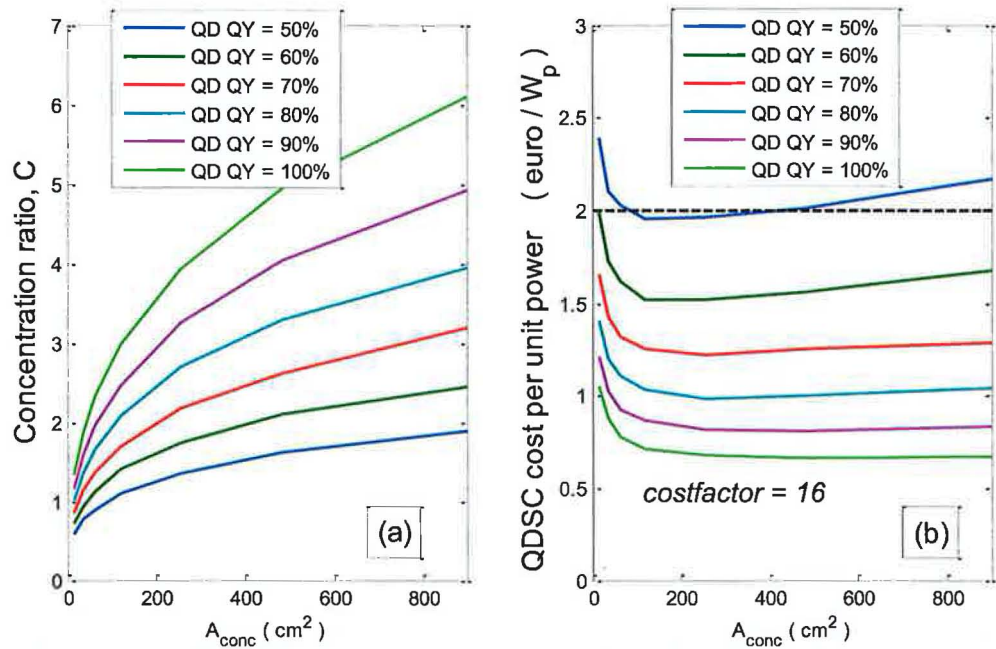 7
6
5
4
3
2
1
0
Concentration ratio, C
QD QY = 50%
QD QY = 60%
QD QY = 70%
QD QY = 80%
QD QY = 90%
QD QY = 100%
(a)
0 200 400 600 800
A_conc ( cm² )
3
2.5
2
1.5
1
0.5
0
QDSC cost per unit power ( euro / W_p )
QD QY = 50%
QD QY = 60%
QD QY = 70%
QD QY = 80%
QD QY = 90%
QD QY = 100%
costfactor = 16
(b)
0 200 400 600 800
A_conc ( cm² )